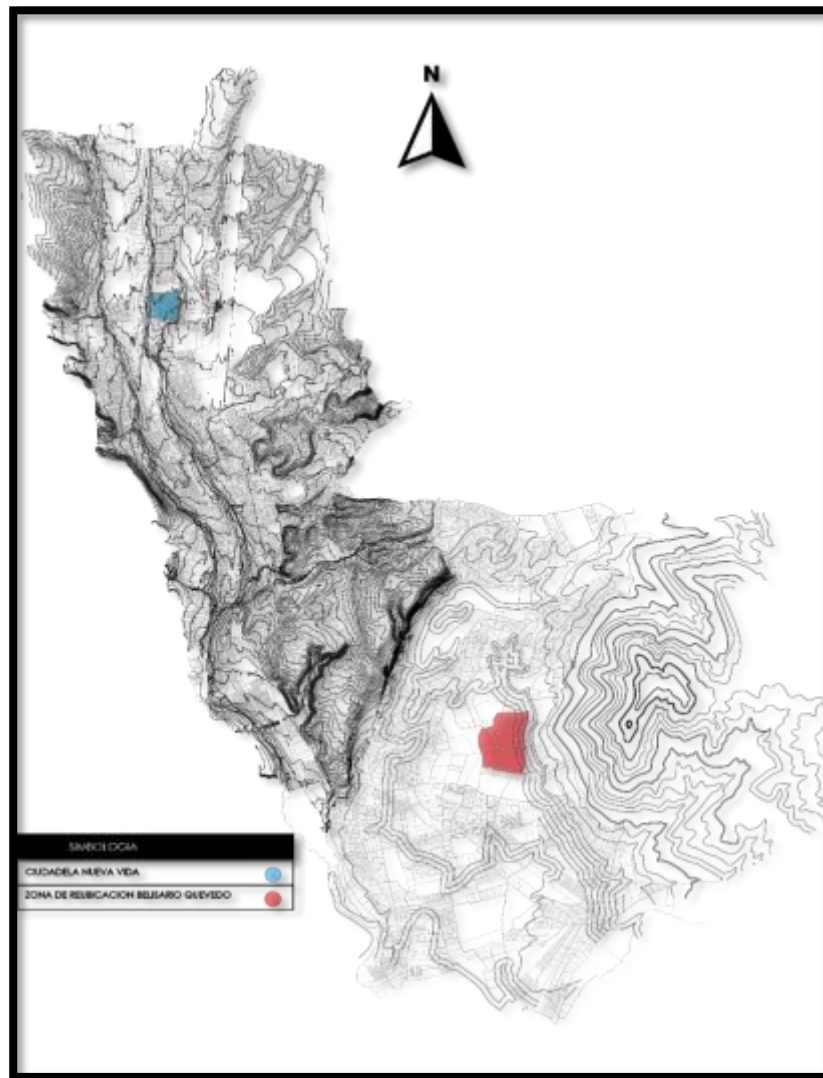 N
SIMBOLOGIA
CIUDADELA NUEVA VIDA
ZONA DE REUBICACION BELISARIO QUEVEDO